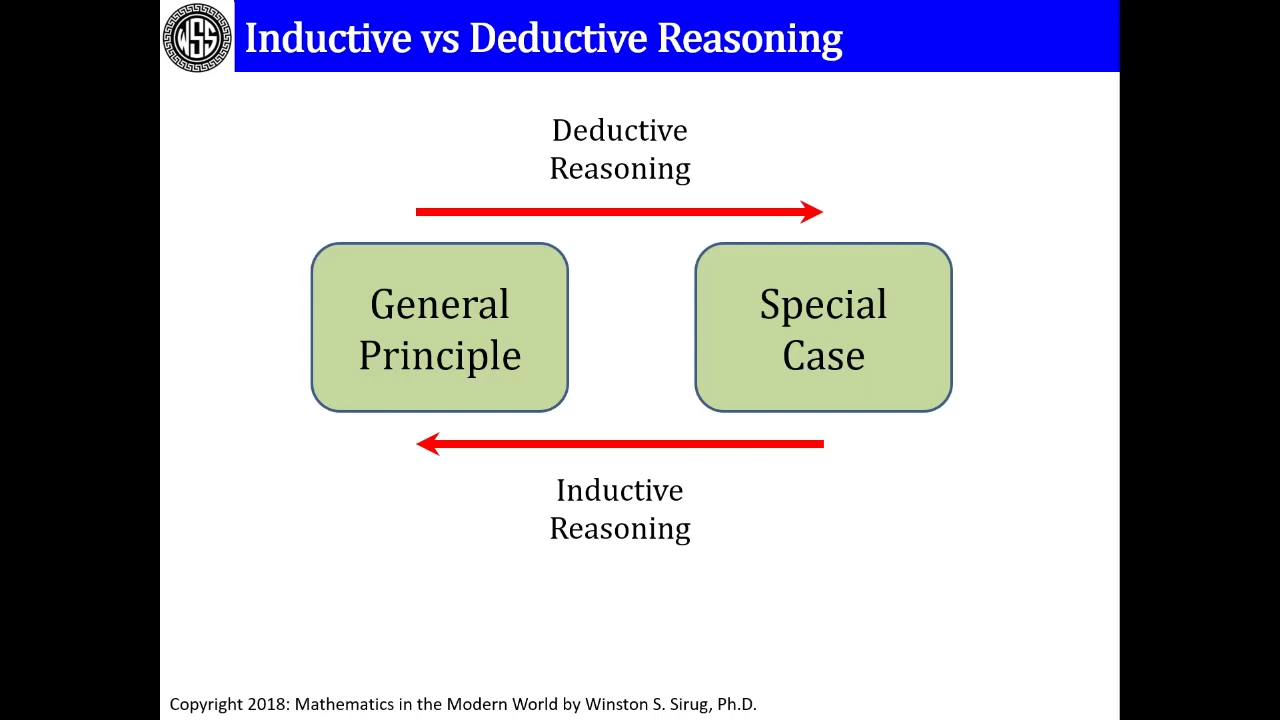 WSS
Inductive vs Deductive Reasoning
Deductive
Reasoning
General
Principle
Special
Case
Inductive
Reasoning
Copyright 2018: Mathematics in the Modern World by Winston S. Sirug, Ph.D.